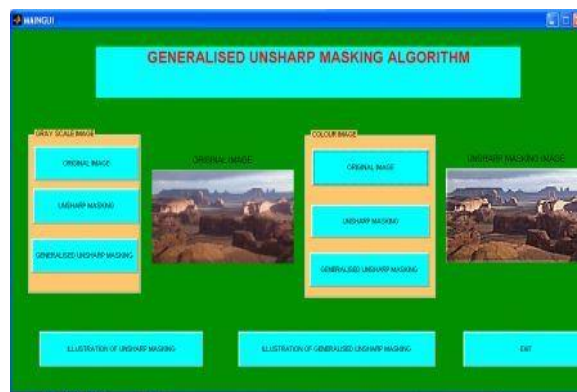 MAINGUI
GENERALISED UNSHARP MASKING ALGORITHM
GRAY SCALE IMAGE
ORIGINAL IMAGE
UNSHARP MASKING
GENERALISED UNSHARP MASKING
ORIGINAL IMAGE
COLOUR IMAGE
ORIGINAL IMAGE
UNSHARP MASKING
GENERALISED UNSHARP MASKING
UNSHARP MASKING IMAGE
ILLUSTRATION OF UNSHARP MASKING
ILLUSTRATION OF GENERALISED UNSHARP MASKING
EXIT